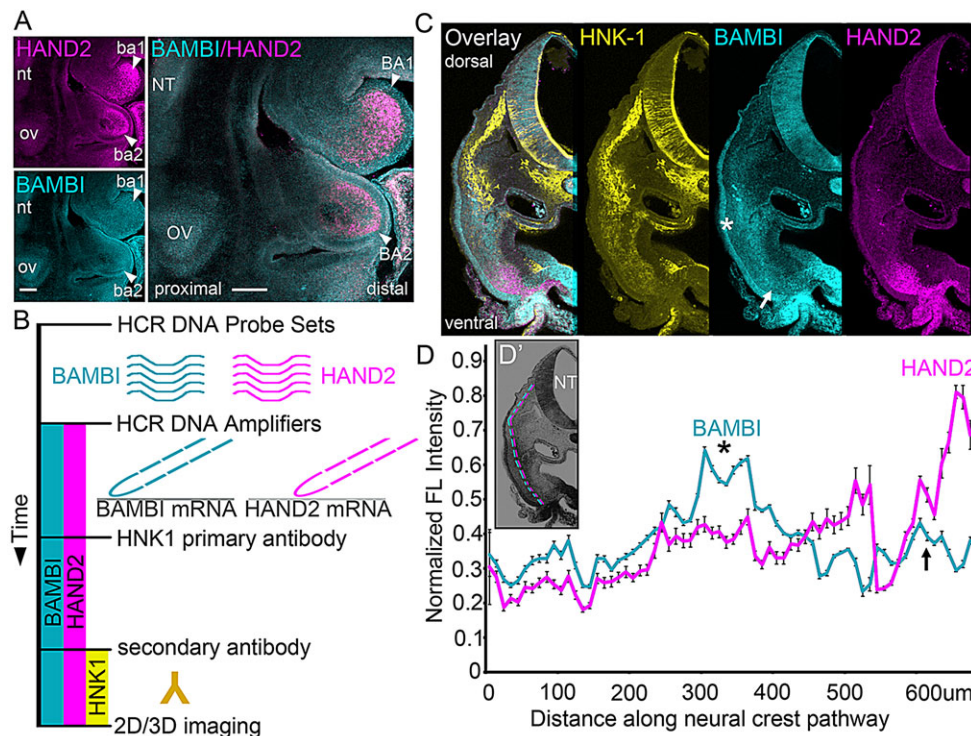 A
HAND2
ba1
nt
ov
ba2
BAMBI
ba1
nt
ov
ba2
BAMBI/HAND2
NT
BA1
OV
BA2
proximal
distal
B
HCR DNA Probe Sets
BAMBI
HAND2
HCR DNA Amplifiers
BAMBI mRNA
HAND2 mRNA
HNK1 primary antibody
Time
BAMBI
HAND2
secondary antibody
HNK1
2D/3D imaging
C
Overlay
dorsal
ventral
HNK-1
BAMBI
*
HAND2
D
D'
NT
BAMBI
*
HAND2
Normalized FL Intensity
0.9
0.8
0.7
0.6
0.5
0.4
0.3
0.2
0.1
0
0 100 200 300 400 500 600um
Distance along neural crest pathway